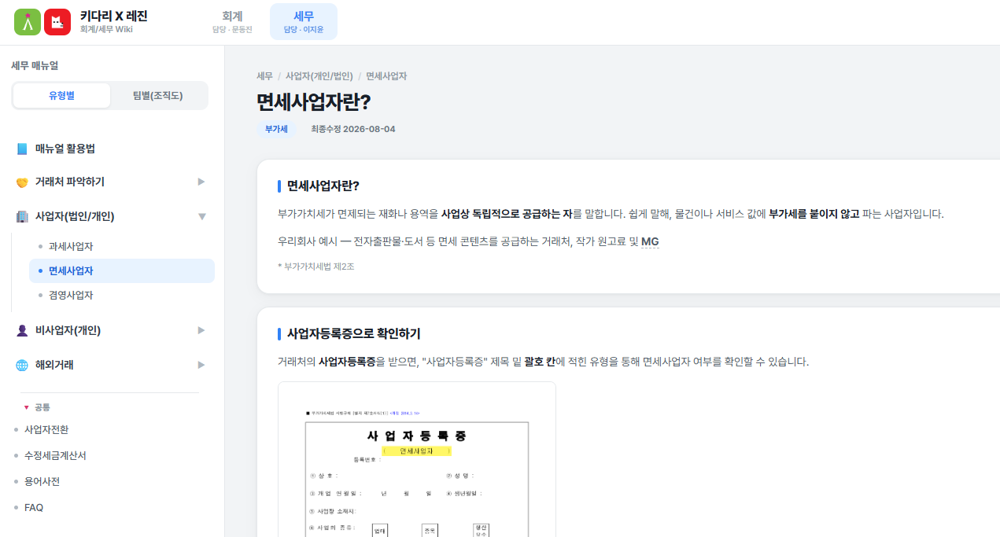 키다리 X 레진
회계/세무 Wiki
회계
담당 · 문동진
세무
담당 · 이지윤
세무 매뉴얼
유형별
팀별(조직도)
매뉴얼 활용법
거래처 파악하기
사업자(법인/개인)
과세사업자
면세사업자
겸영사업자
비사업자(개인)
해외거래
공통
사업자전환
수정세금계산서
용어사전
FAQ
세무 / 사업자(개인/법인) / 면세사업자
면세사업자란?
부가세 최종수정 2026-08-04
면세사업자란?
부가가치세가 면제되는 재화나 용역을 사업상 독립적으로 공급하는 자를 말합니다. 쉽게 말해, 물건이나 서비스 값에 부가세를 붙이지 않고 파는 사업자입니다.
우리회사 예시 — 전자출판물·도서 등 면세 콘텐츠를 공급하는 거래처, 작가 원고료 및 MG
* 부가가치세법 제2조
사업자등록증으로 확인하기
거래처의 사업자등록증을 받으면, "사업자등록증" 제목 밑 괄호 칸에 적힌 유형을 통해 면세사업자 여부를 확인할 수 있습니다.
사 업 자 등 록 증
( 면세사업자 )
등록번호 :
① 상 호 : ② 성 명 :
③ 개 업 연 월 일 : 년 월 일 ④ 생년월일 :
⑤ 사업장 소재지:
⑥ 사업의 종류: 업태 종목 생산